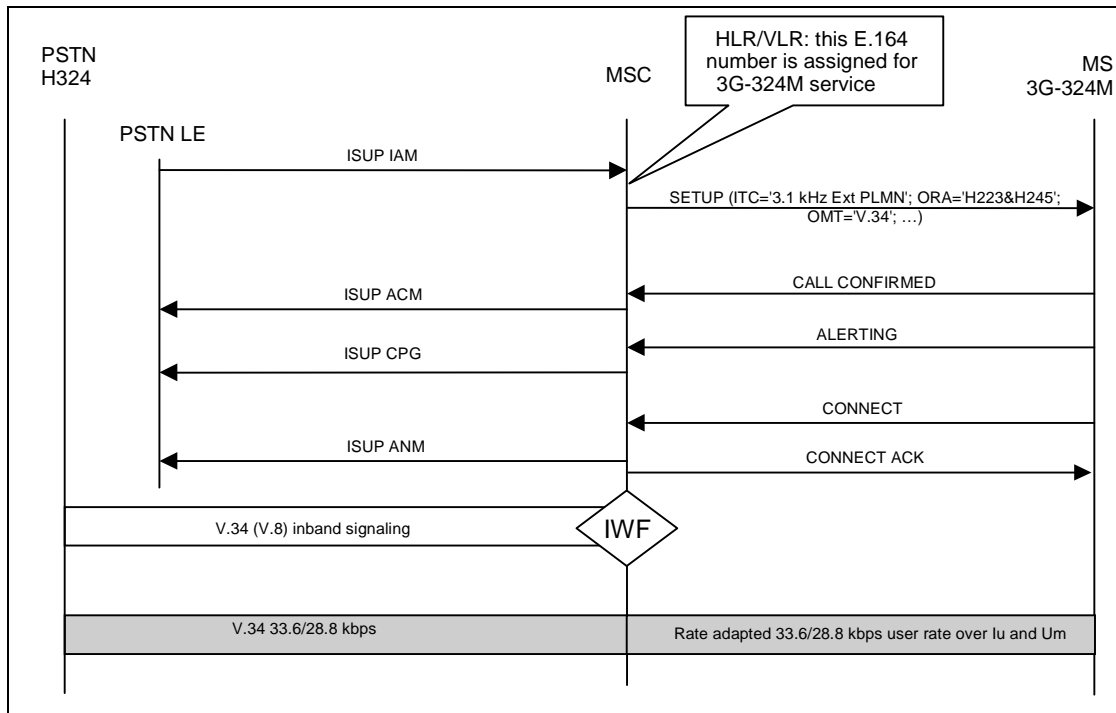 PSTN
H324
MSC
HLR/VLR: this E.164
number is assigned for
3G-324M service
MS
3G-324M
PSTN LE
ISUP IAM
SETUP (ITC='3.1 kHz Ext PLMN'; ORA='H223&H245';
OMT='V.34'; …)
CALL CONFIRMED
ISUP ACM
ALERTING
ISUP CPG
CONNECT
ISUP ANM
CONNECT ACK
V.34 (V.8) inband signaling
IWF
V.34 33.6/28.8 kbps
Rate adapted 33.6/28.8 kbps user rate over Iu and Um